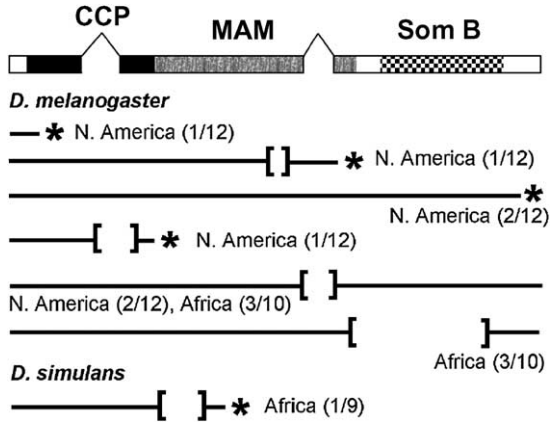 CCP
MAM
Som B
D. melanogaster
* N. America (1/12)
* N. America (1/12)
*
N. America (2/12)
* N. America (1/12)
N. America (2/12), Africa (3/10)
Africa (3/10)
D. simulans
* Africa (1/9)